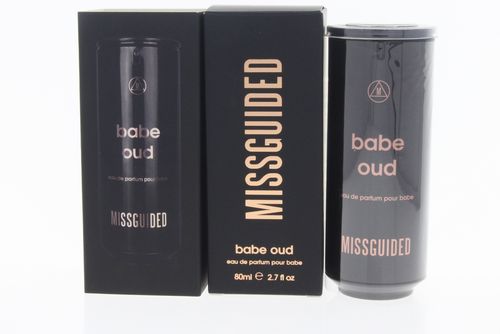 babe
oud
eau de parfum pour babe
MISSGUIDED
MISSGUIDED
babe oud
eau de parfum pour babe
80ml e 2.7 fl oz
M
babe
oud
eau de parfum pour babe
MISSGUIDED